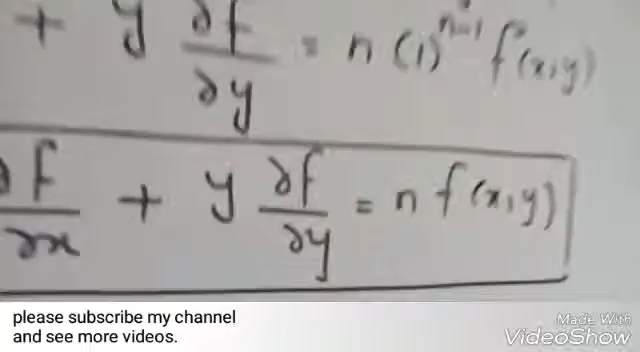 + y ∂f/∂y = n (1)^{n-1} f(x,y)
∂f/∂x + y ∂f/∂y = n f(x,y)
please subscribe my channel
and see more videos.
Made With
VideoShow